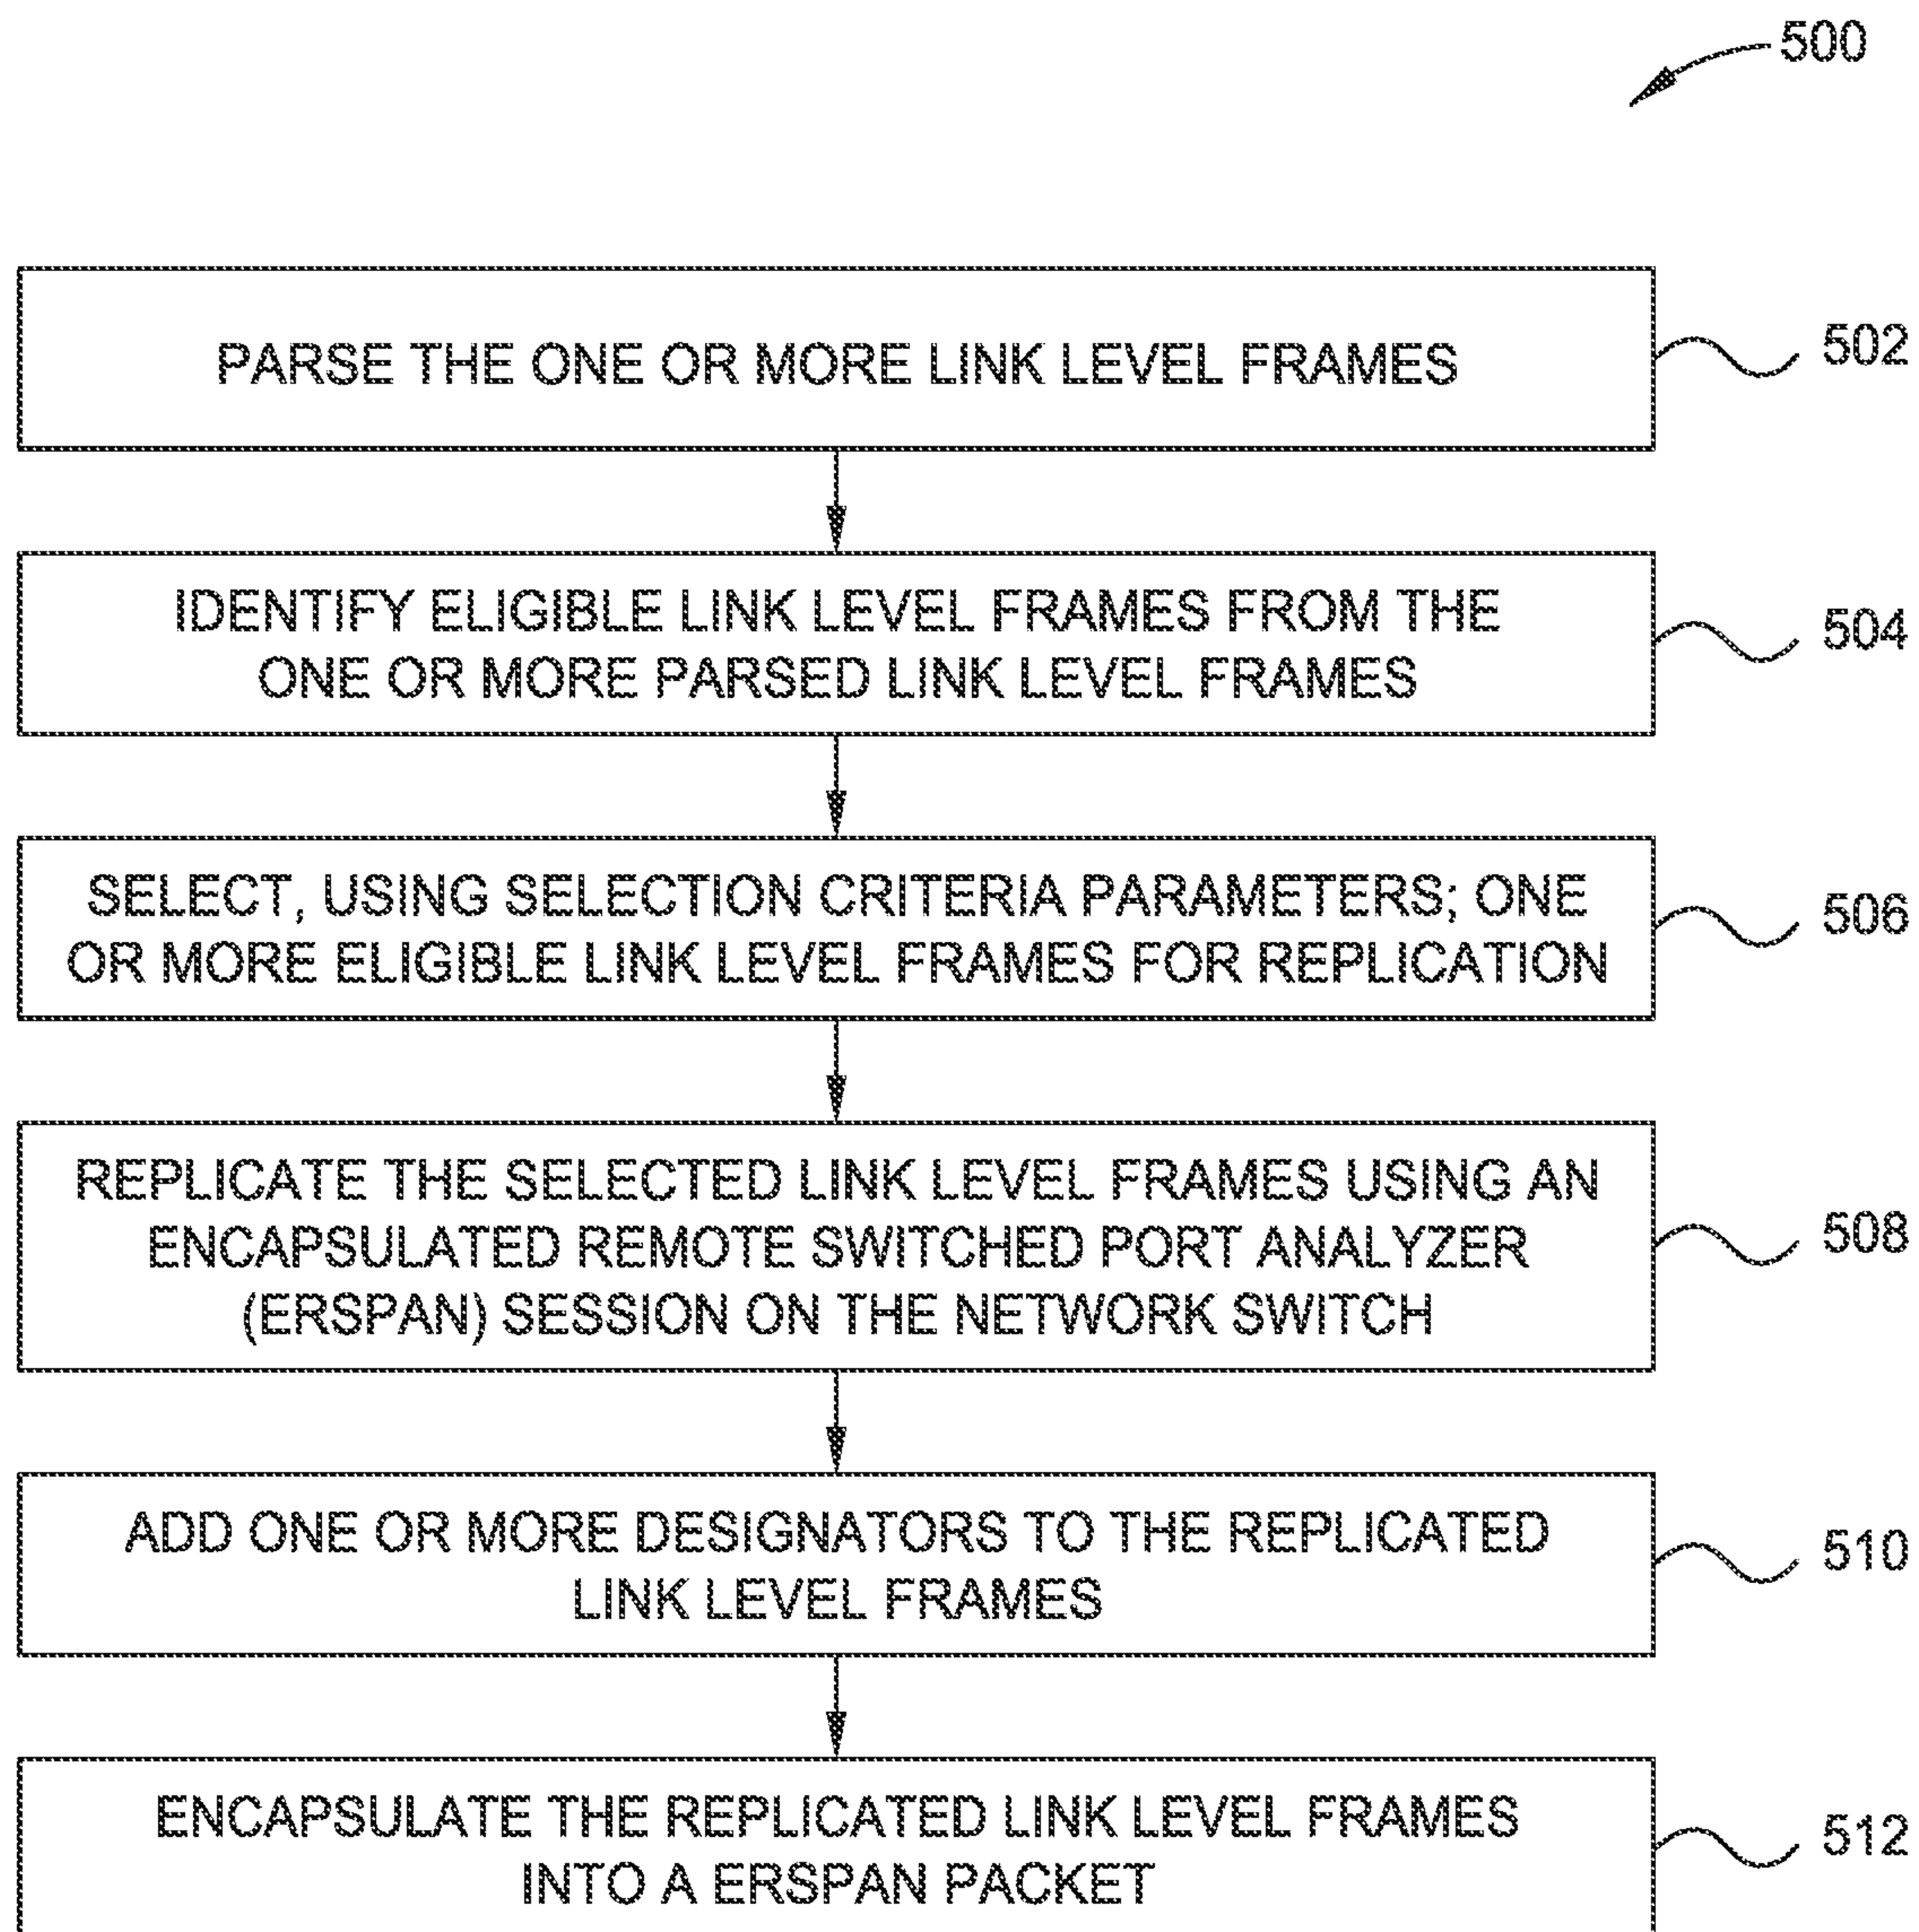 500
PARSE THE ONE OR MORE LINK LEVEL FRAMES
502
IDENTIFY ELIGIBLE LINK LEVEL FRAMES FROM THE
ONE OR MORE PARSED LINK LEVEL FRAMES
504
SELECT, USING SELECTION CRITERIA PARAMETERS; ONE
OR MORE ELIGIBLE LINK LEVEL FRAMES FOR REPLICATION
506
REPLICATE THE SELECTED LINK LEVEL FRAMES USING AN
ENCAPSULATED REMOTE SWITCHED PORT ANALYZER
(ERSPAN) SESSION ON THE NETWORK SWITCH
508
ADD ONE OR MORE DESIGNATORS TO THE REPLICATED
LINK LEVEL FRAMES
510
ENCAPSULATE THE REPLICATED LINK LEVEL FRAMES
INTO A ERSPAN PACKET
512